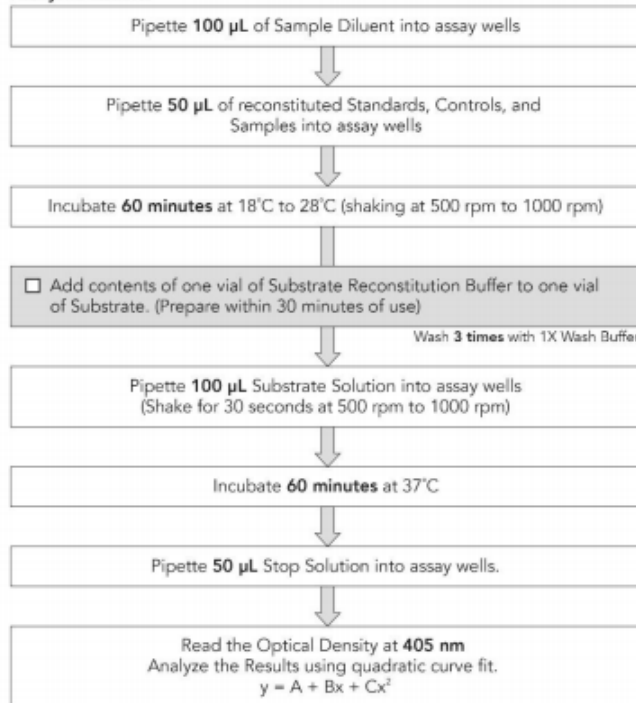 Pipette 100 µL of Sample Diluent into assay wells
Pipette 50 µL of reconstituted Standards, Controls, and
Samples into assay wells
Incubate 60 minutes at 18˚C to 28˚C (shaking at 500 rpm to 1000 rpm)
☐ Add contents of one vial of Substrate Reconstitution Buffer to one vial
of Substrate. (Prepare within 30 minutes of use)
Wash 3 times with 1X Wash Buffer
Pipette 100 µL Substrate Solution into assay wells
(Shake for 30 seconds at 500 rpm to 1000 rpm)
Incubate 60 minutes at 37˚C
Pipette 50 µL Stop Solution into assay wells.
Read the Optical Density at 405 nm
Analyze the Results using quadratic curve fit.
y = A + Bx + Cx²